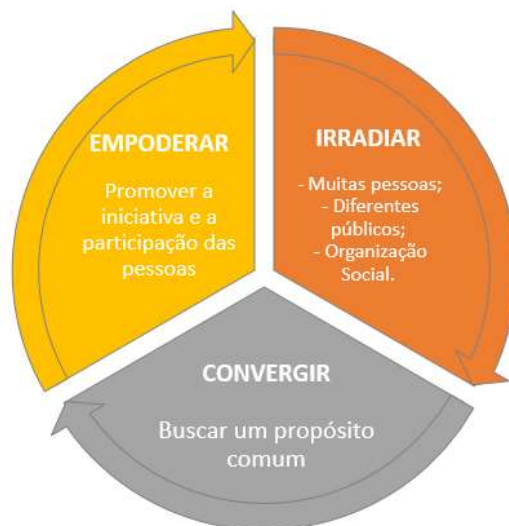 EMPODERAR
Promover a
iniciativa e a
participação das
pessoas
IRRADIAR
- Muitas pessoas;
- Diferentes
públicos;
- Organização
Social.
CONVERGIR
Buscar um propósito
comum